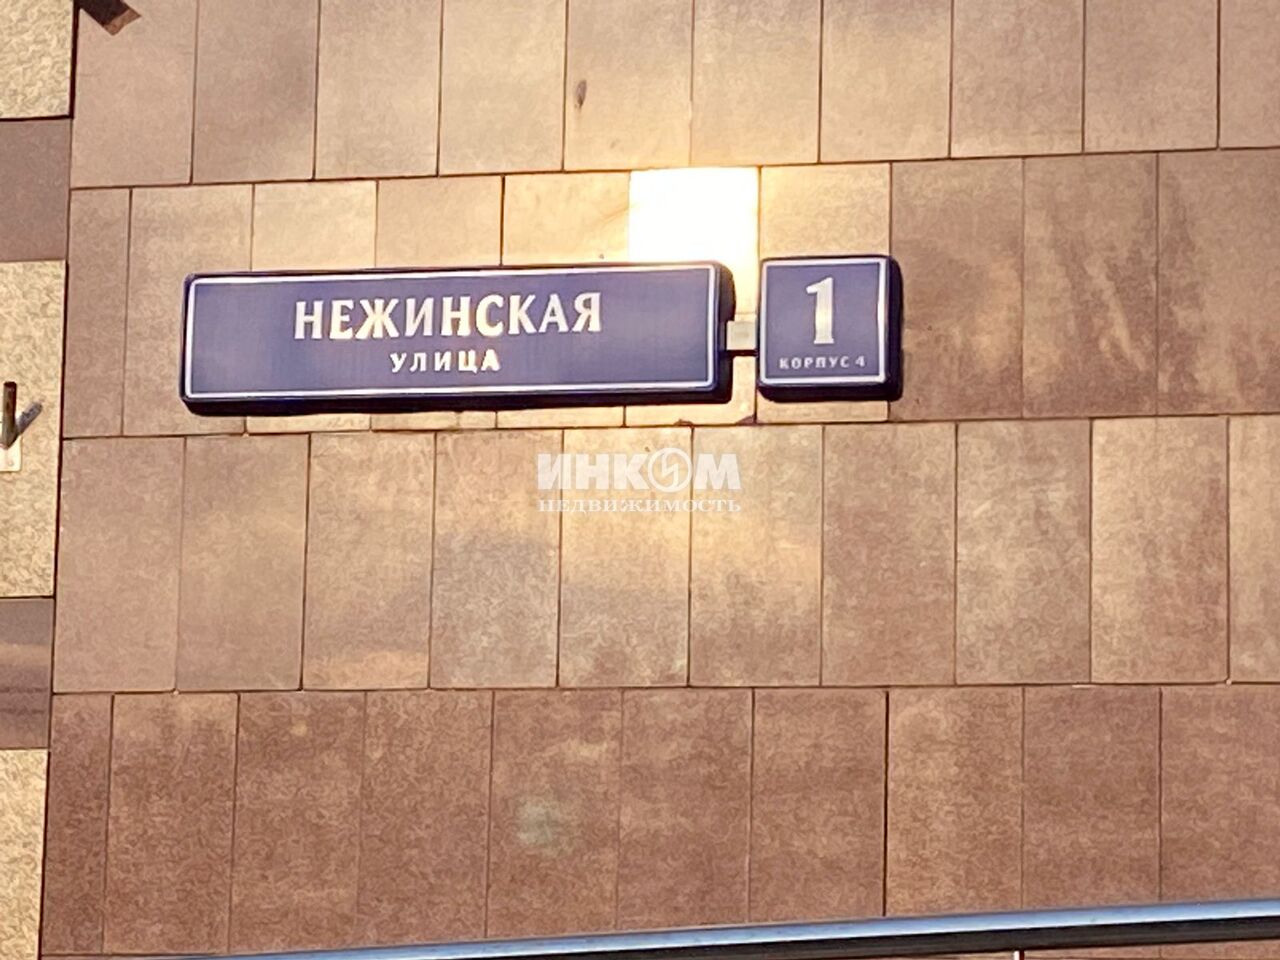 НЕЖИНСКАЯ
УЛИЦА
1
КОРПУС 4
ИНКОМ
НЕДВИЖИМОСТЬ